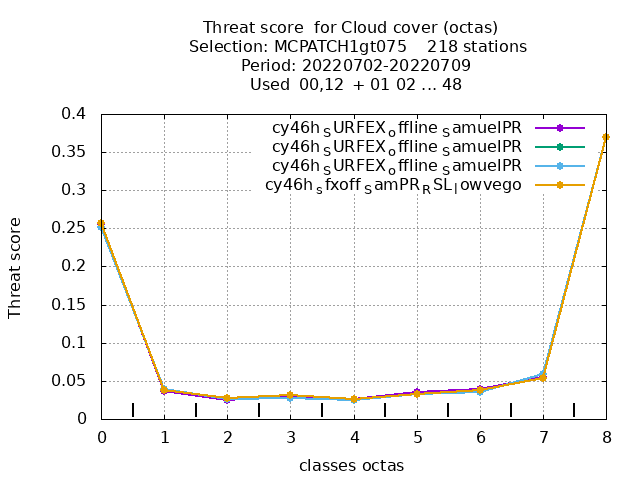 Threat score  for Cloud cover (octas)
Selection: MCPATCH1gt075    218 stations
Period: 20220702-20220709
Used  00,12  + 01 02 ... 48
cy46h_SURFEX_offline_SamuelPR
cy46h_SURFEX_offline_SamuelPR
cy46h_SURFEX_offline_SamuelPR
cy46h_sfxoff_SamPR_RSL_lowvego
0.4
0.35
0.3
0.25
0.2
0.15
0.1
0.05
0
Threat score
0 1 2 3 4 5 6 7 8
classes octas